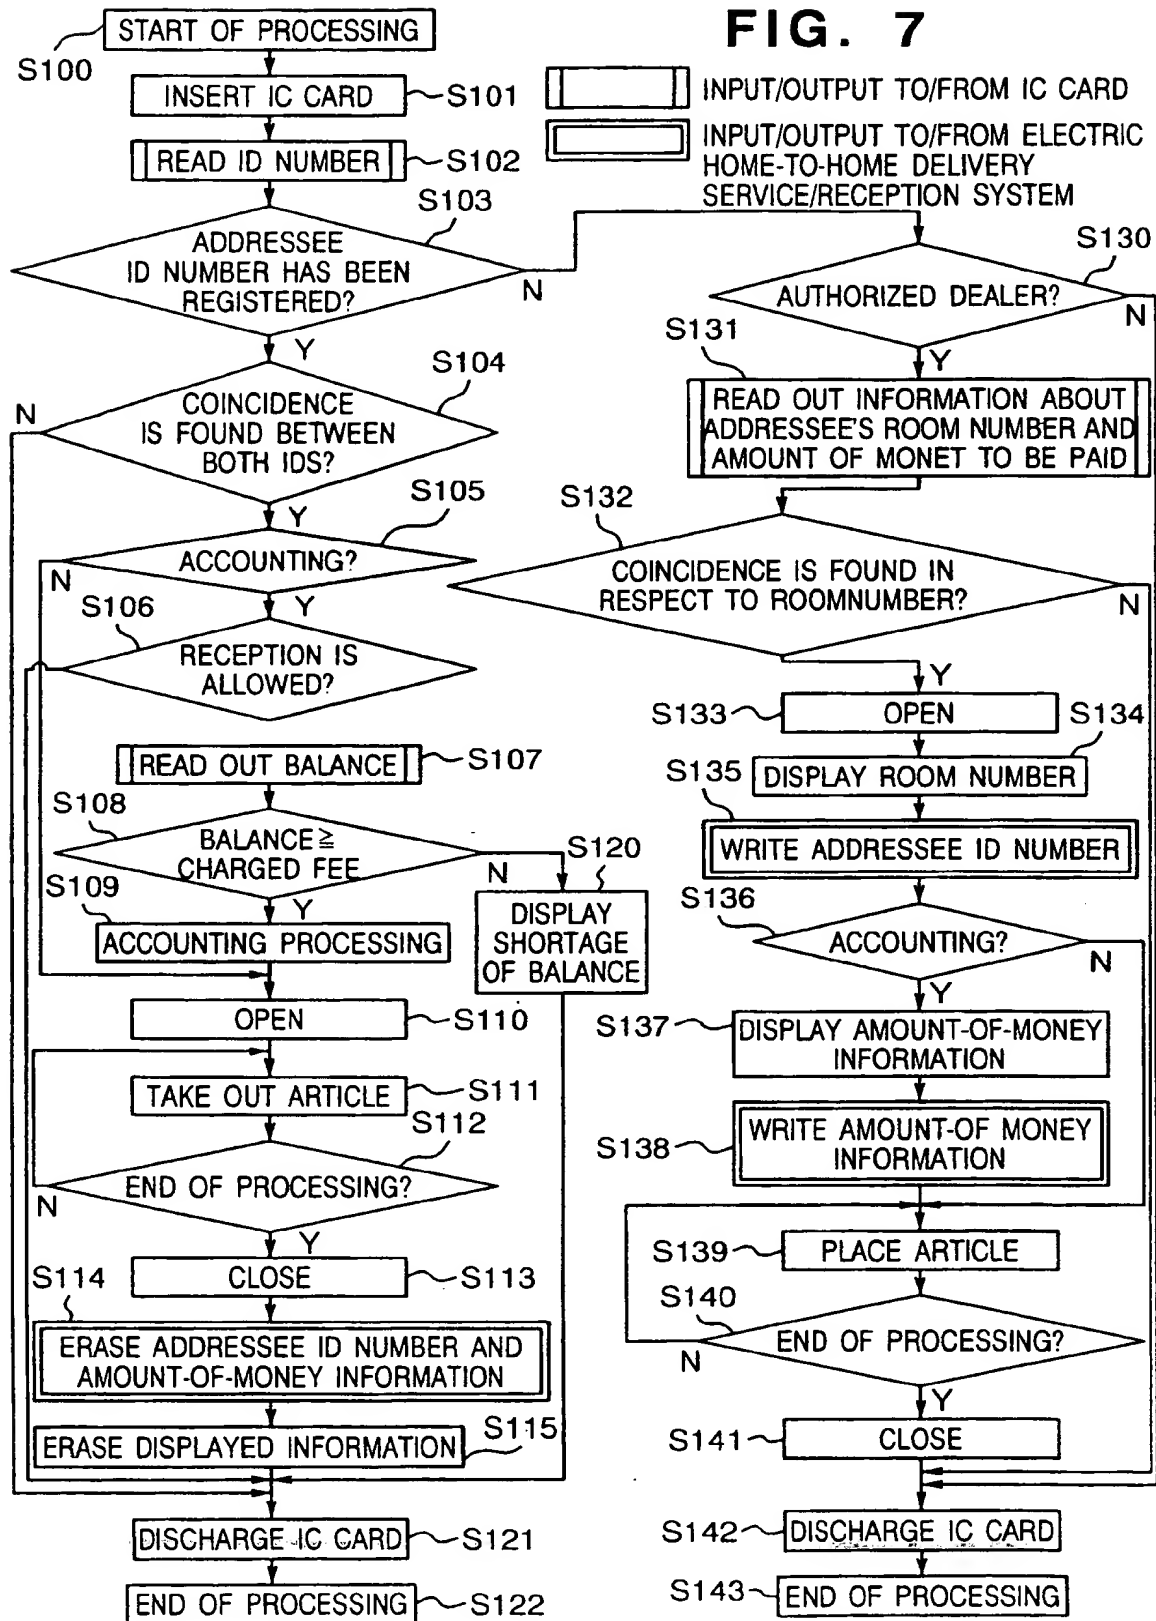 FIG. 7
START OF PROCESSING
S100
INSERT IC CARD
S101
READ ID NUMBER
S102
INPUT/OUTPUT TO/FROM IC CARD
INPUT/OUTPUT TO/FROM ELECTRIC
HOME-TO-HOME DELIVERY
SERVICE/RECEPTION SYSTEM
S103
ADDRESSEE
ID NUMBER HAS BEEN
REGISTERED?
N
Y
S104
COINCIDENCE
IS FOUND BETWEEN
BOTH IDS?
N
Y
S105
ACCOUNTING?
N
Y
S106
RECEPTION IS
ALLOWED?
READ OUT BALANCE
S107
S108
BALANCE≧
CHARGED FEE
N
Y
S120
DISPLAY
SHORTAGE
OF BALANCE
S109
ACCOUNTING PROCESSING
OPEN
S110
TAKE OUT ARTICLE
S111
S112
END OF PROCESSING?
N
Y
CLOSE
S113
S114
ERASE ADDRESSEE ID NUMBER AND
AMOUNT-OF-MONEY INFORMATION
ERASE DISPLAYED INFORMATION
S115
DISCHARGE IC CARD
S121
END OF PROCESSING
S122
S130
AUTHORIZED DEALER?
N
Y
S131
READ OUT INFORMATION ABOUT
ADDRESSEE'S ROOM NUMBER AND
AMOUNT OF MONET TO BE PAID
S132
COINCIDENCE IS FOUND IN
RESPECT TO ROOMNUMBER?
N
Y
S133
OPEN
S134
DISPLAY ROOM NUMBER
S135
WRITE ADDRESSEE ID NUMBER
S136
ACCOUNTING?
N
Y
S137
DISPLAY AMOUNT-OF-MONEY
INFORMATION
S138
WRITE AMOUNT-OF MONEY
INFORMATION
S139
PLACE ARTICLE
S140
END OF PROCESSING?
N
Y
S141
CLOSE
S142
DISCHARGE IC CARD
S143
END OF PROCESSING